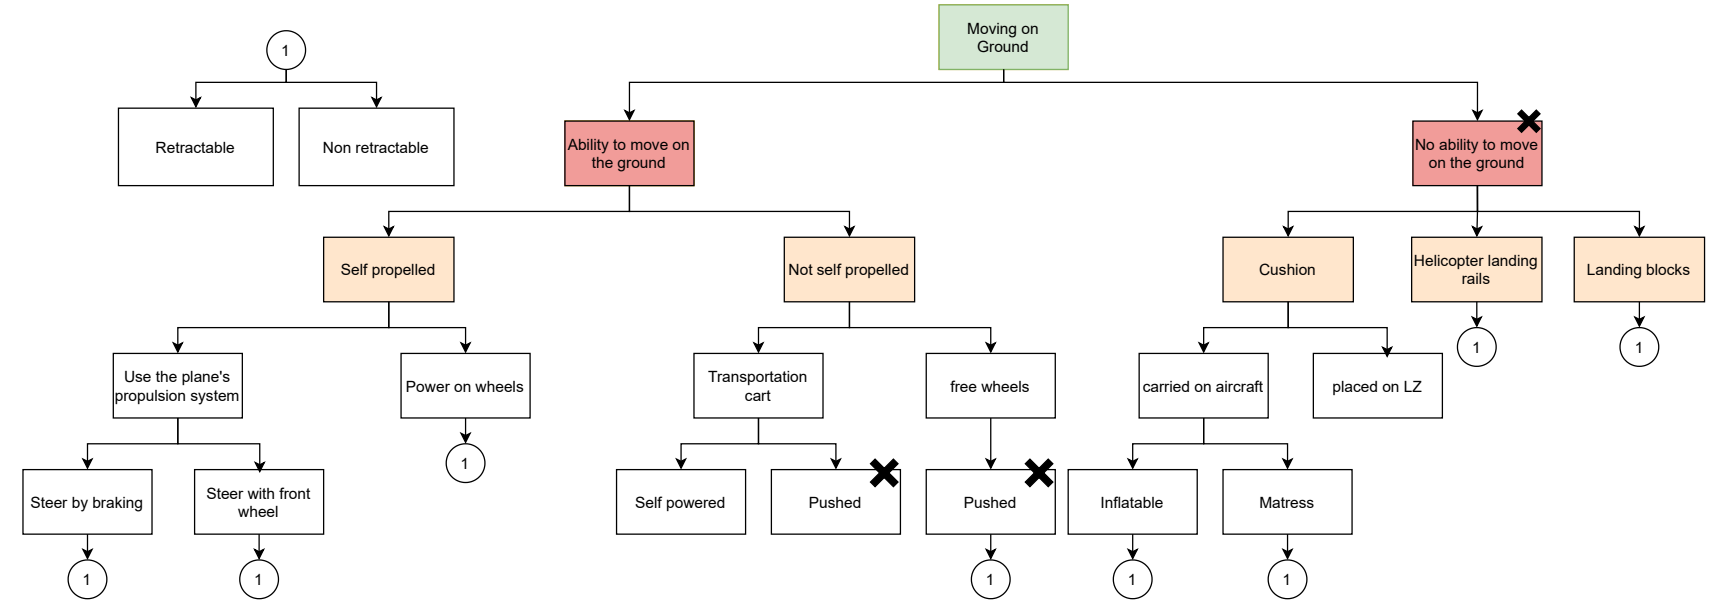 Moving on
Ground
1
Retractable
Non retractable
Ability to move on
the ground
No ability to move
on the ground
Self propelled
Not self propelled
Cushion
Helicopter landing
rails
Landing blocks
Use the plane's
propulsion system
Power on wheels
Transportation
cart
free wheels
carried on aircraft
placed on LZ
1
1
1
Steer by braking
Steer with front
wheel
Self powered
Pushed
Pushed
Inflatable
Matress
1
1
1
1
1